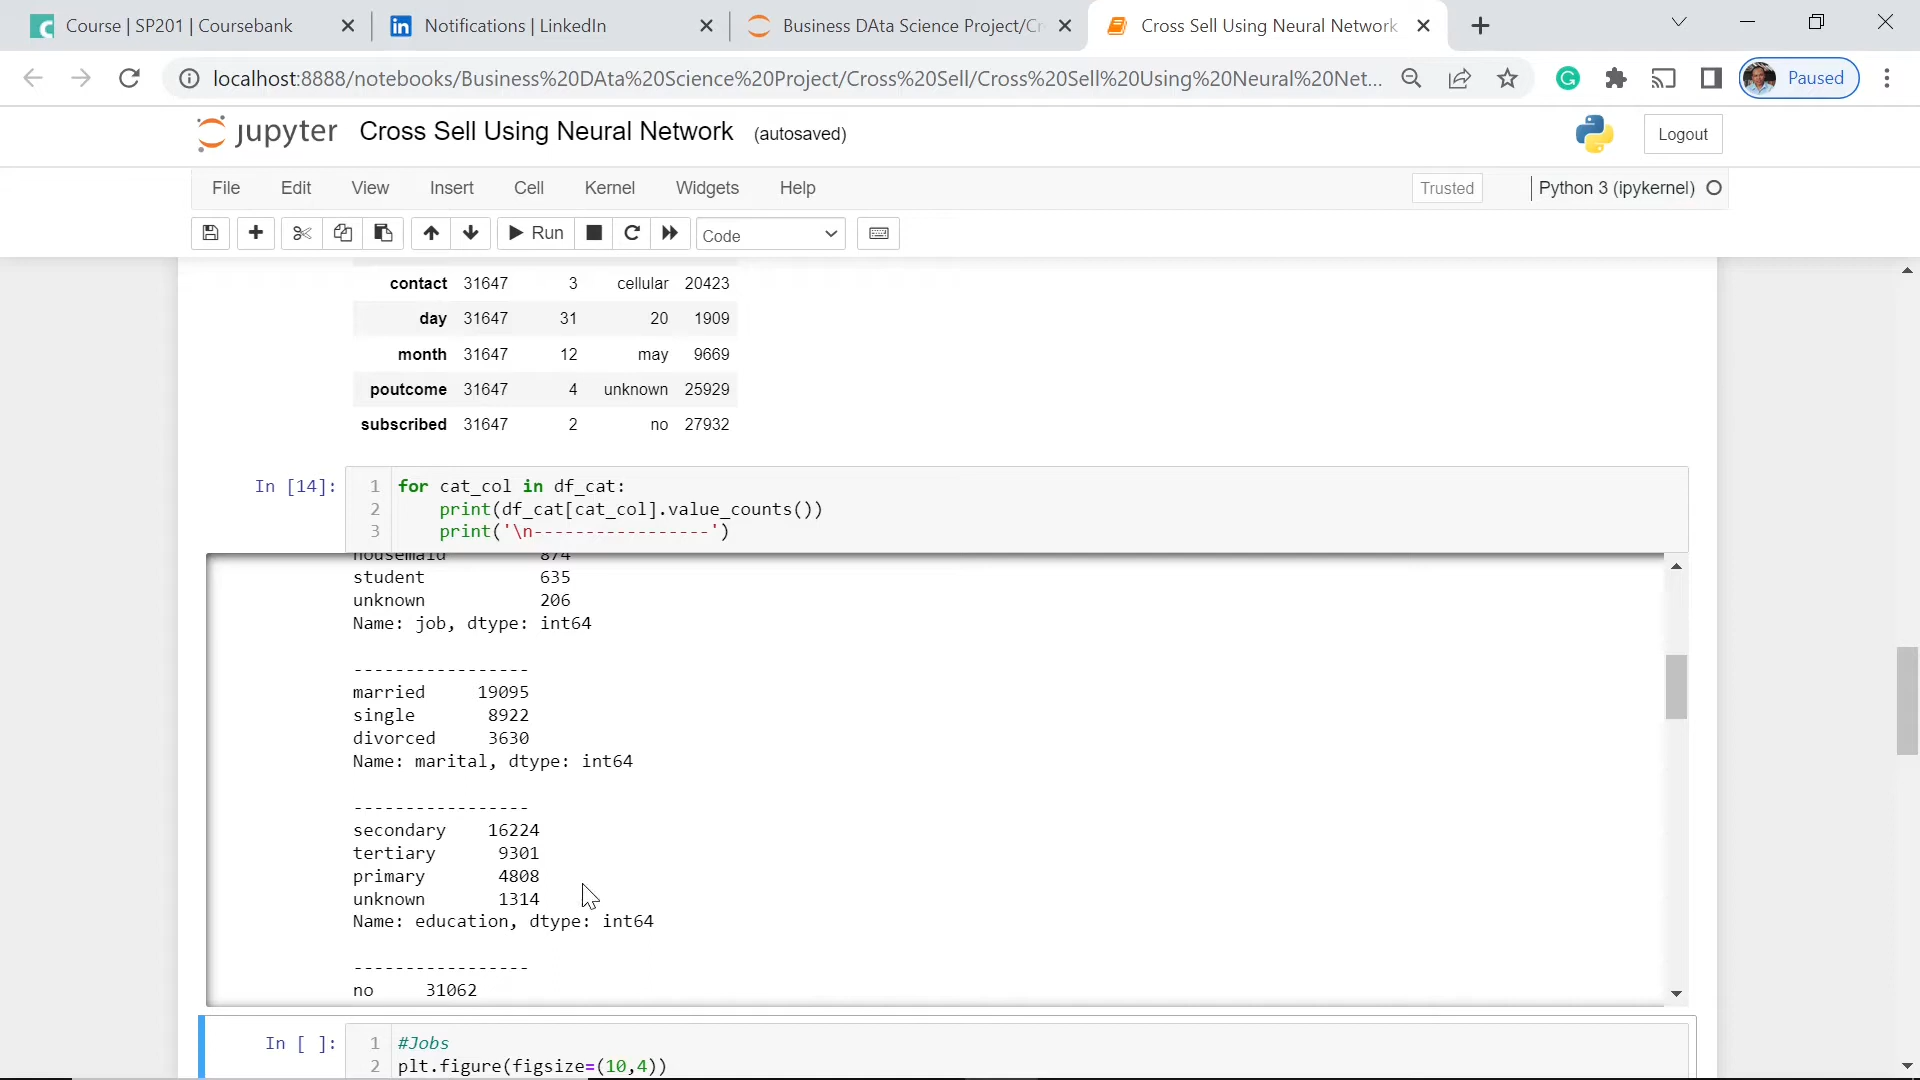 Course | SP201 | Coursebank
Notifications | LinkedIn
Business DAta Science Project/Cr
Cross Sell Using Neural Network
localhost:8888/notebooks/Business%20DAta%20Science%20Project/Cross%20Sell/Cross%20Sell%20Using%20Neural%20Net...
Paused
jupyter Cross Sell Using Neural Network (autosaved)
Logout
File Edit View Insert Cell Kernel Widgets Help
Trusted
Python 3 (ipykernel)
Run
Code
contact 31647 3 cellular 20423
day 31647 31 20 1909
month 31647 12 may 9669
poutcome 31647 4 unknown 25929
subscribed 31647 2 no 27932
In [14]:
1 for cat_col in df_cat:
2 print(df_cat[cat_col].value_counts())
3 print('\n-----------------')
housemaid 874
student 635
unknown 206
Name: job, dtype: int64
-----------------
married 19095
single 8922
divorced 3630
Name: marital, dtype: int64
-----------------
secondary 16224
tertiary 9301
primary 4808
unknown 1314
Name: education, dtype: int64
-----------------
no 31062
In [ ]:
1 #Jobs
2 plt.figure(figsize=(10,4))